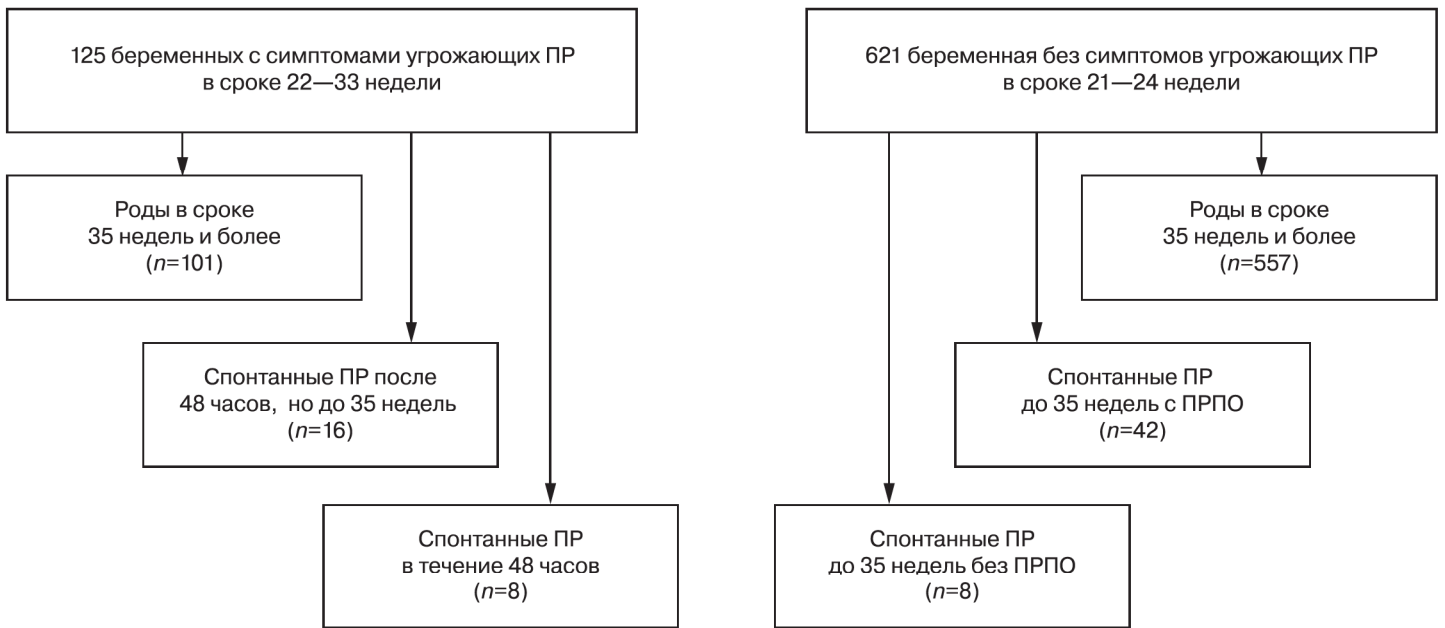 125 беременных с симптомами угрожающих ПР
в сроке 22—33 недели
621 беременная без симптомов угрожающих ПР
в сроке 21—24 недели
Роды в сроке
35 недель и более
(n=101)
Роды в сроке
35 недель и более
(n=557)
Спонтанные ПР после
48 часов, но до 35 недель
(n=16)
Спонтанные ПР
до 35 недель с ПРПО
(n=42)
Спонтанные ПР
в течение 48 часов
(n=8)
Спонтанные ПР
до 35 недель без ПРПО
(n=8)